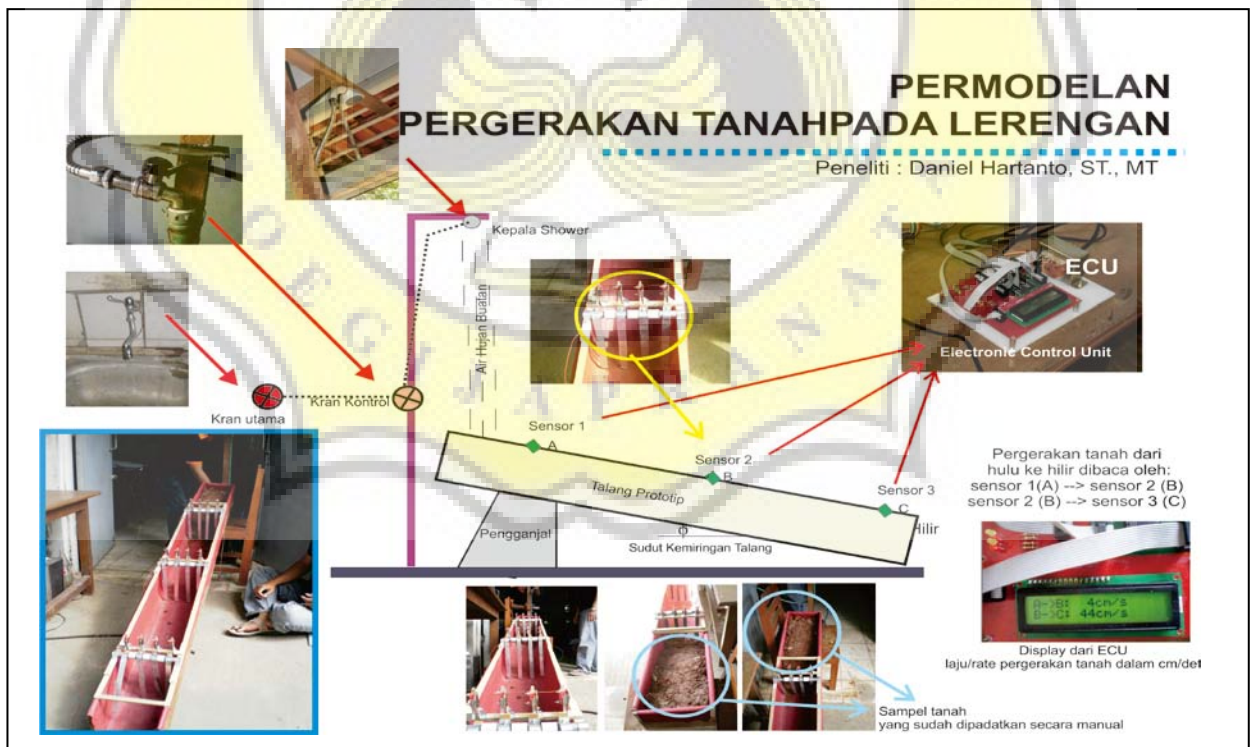 PERMODELAN
PERGERAKAN TANAHPADA LERENGAN
Peneliti : Daniel Hartanto, ST., MT
Kepala Shower
Air Hujan Buatan
ECU
Electronic Control Unit
Kran utama
Kran Kontrol
Sensor 1
A
Sensor 2
B
Sensor 3
C
Talang Prototip
Hilir
Pengganjal
ϕ
Sudut Kemiringan Talang
Pergerakan tanah dari
hulu ke hilir dibaca oleh:
sensor 1(A) --> sensor 2 (B)
sensor 2 (B) --> sensor 3 (C)
A->B: 4cm/s
B->C: 44cm/s
Display dari ECU
laju/rate pergerakan tanah dalam cm/det
Sampel tanah
yang sudah dipadatkan secara manual